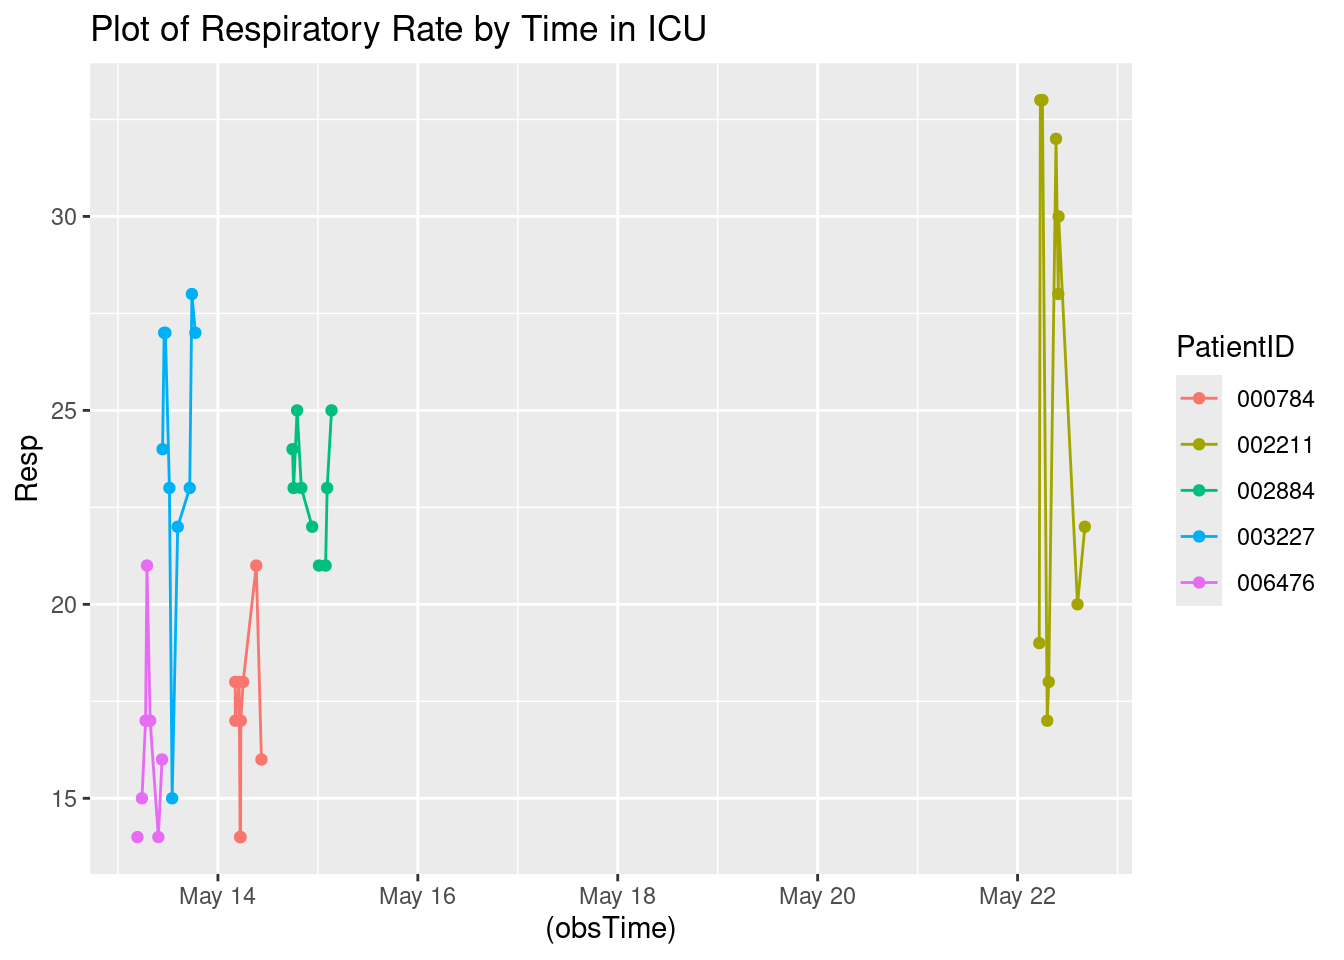 Plot of Respiratory Rate by Time in ICU
Resp
30
25
20
15
May 14
May 16
May 18
May 20
May 22
(obsTime)
PatientID
000784
002211
002884
003227
006476